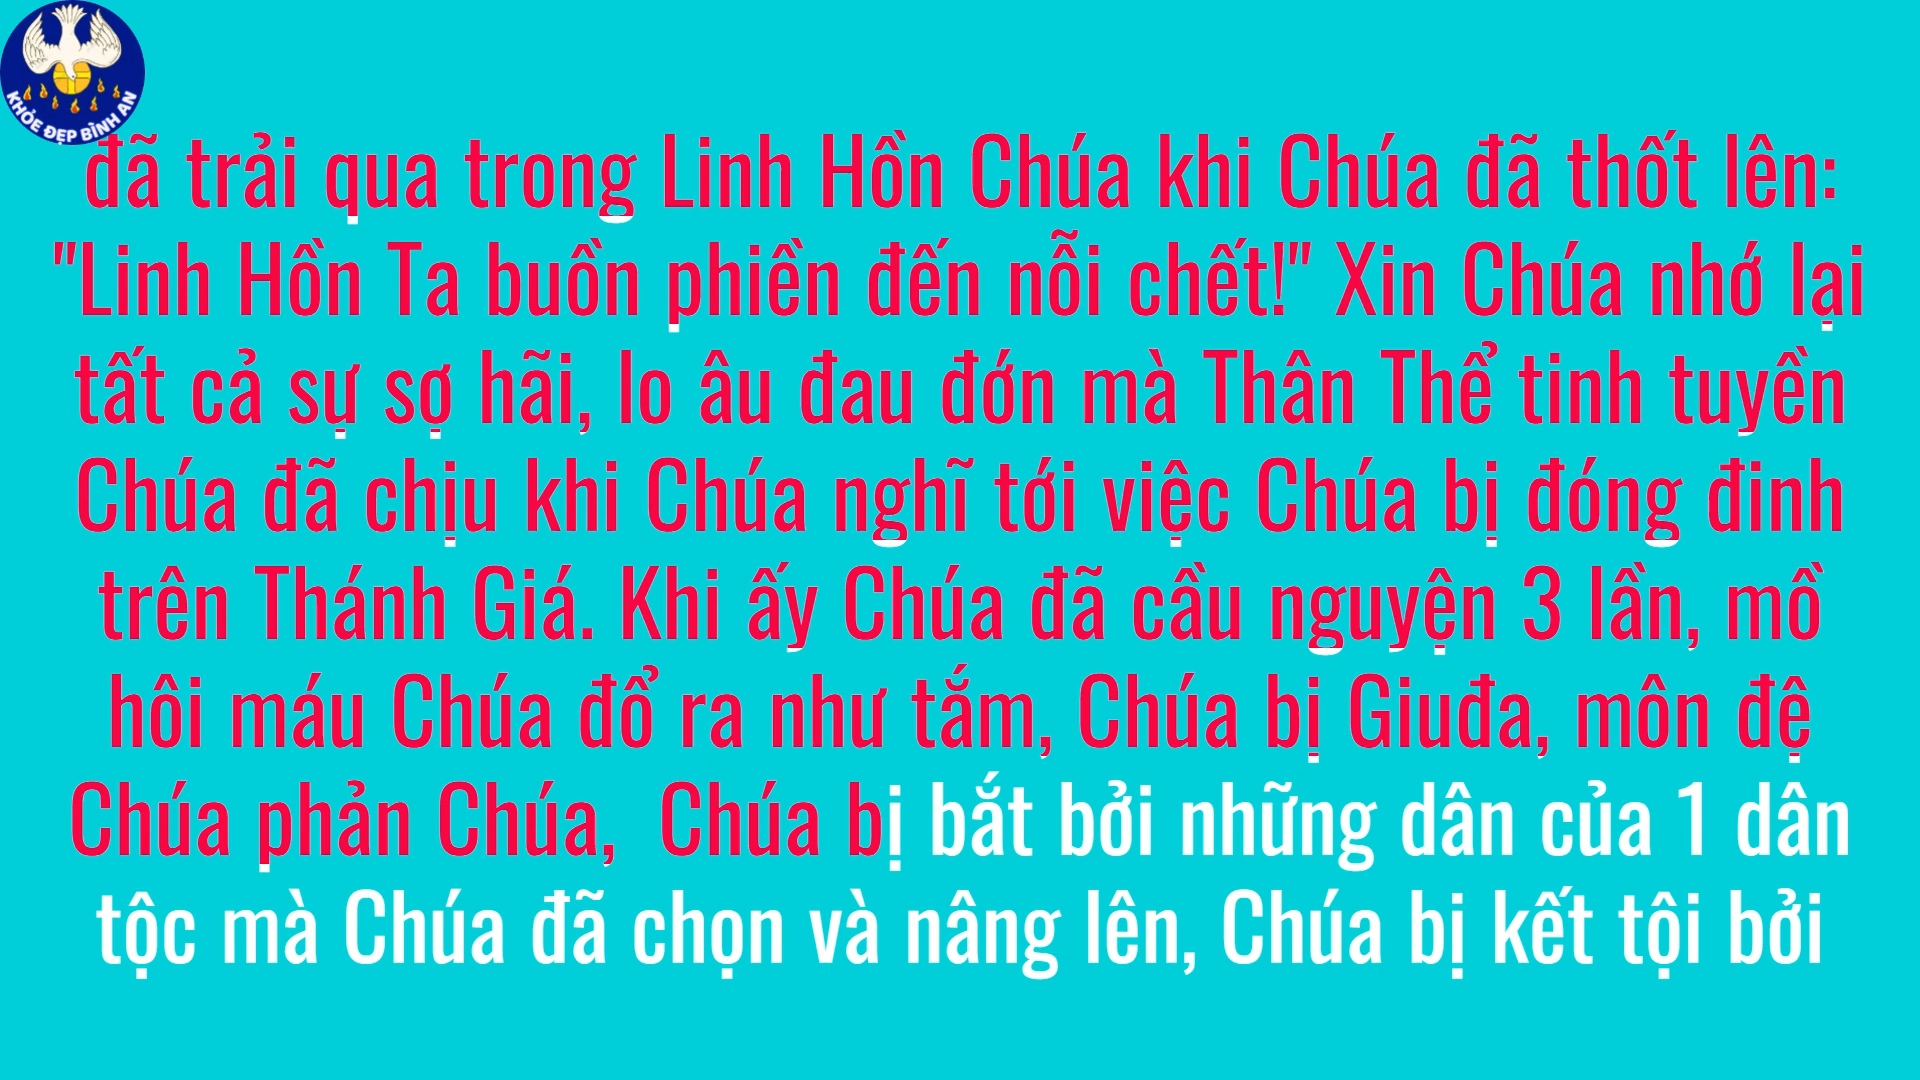 KHỎE ĐẸP BÌNH AN
đã trải qua trong Linh Hồn Chúa khi Chúa đã thốt lên:
"Linh Hồn Ta buồn phiền đến nỗi chết!" Xin Chúa nhớ lại
tất cả sự sợ hãi, lo âu đau đớn mà Thân Thể tinh tuyền
Chúa đã chịu khi Chúa nghĩ tới việc Chúa bị đóng đinh
trên Thánh Giá. Khi ấy Chúa đã cầu nguyện 3 lần, mồ
hôi máu Chúa đổ ra như tắm, Chúa bị Giuđa, môn đệ
Chúa phản Chúa,  Chúa bị bắt bởi những dân của 1 dân
tộc mà Chúa đã chọn và nâng lên, Chúa bị kết tội bởi